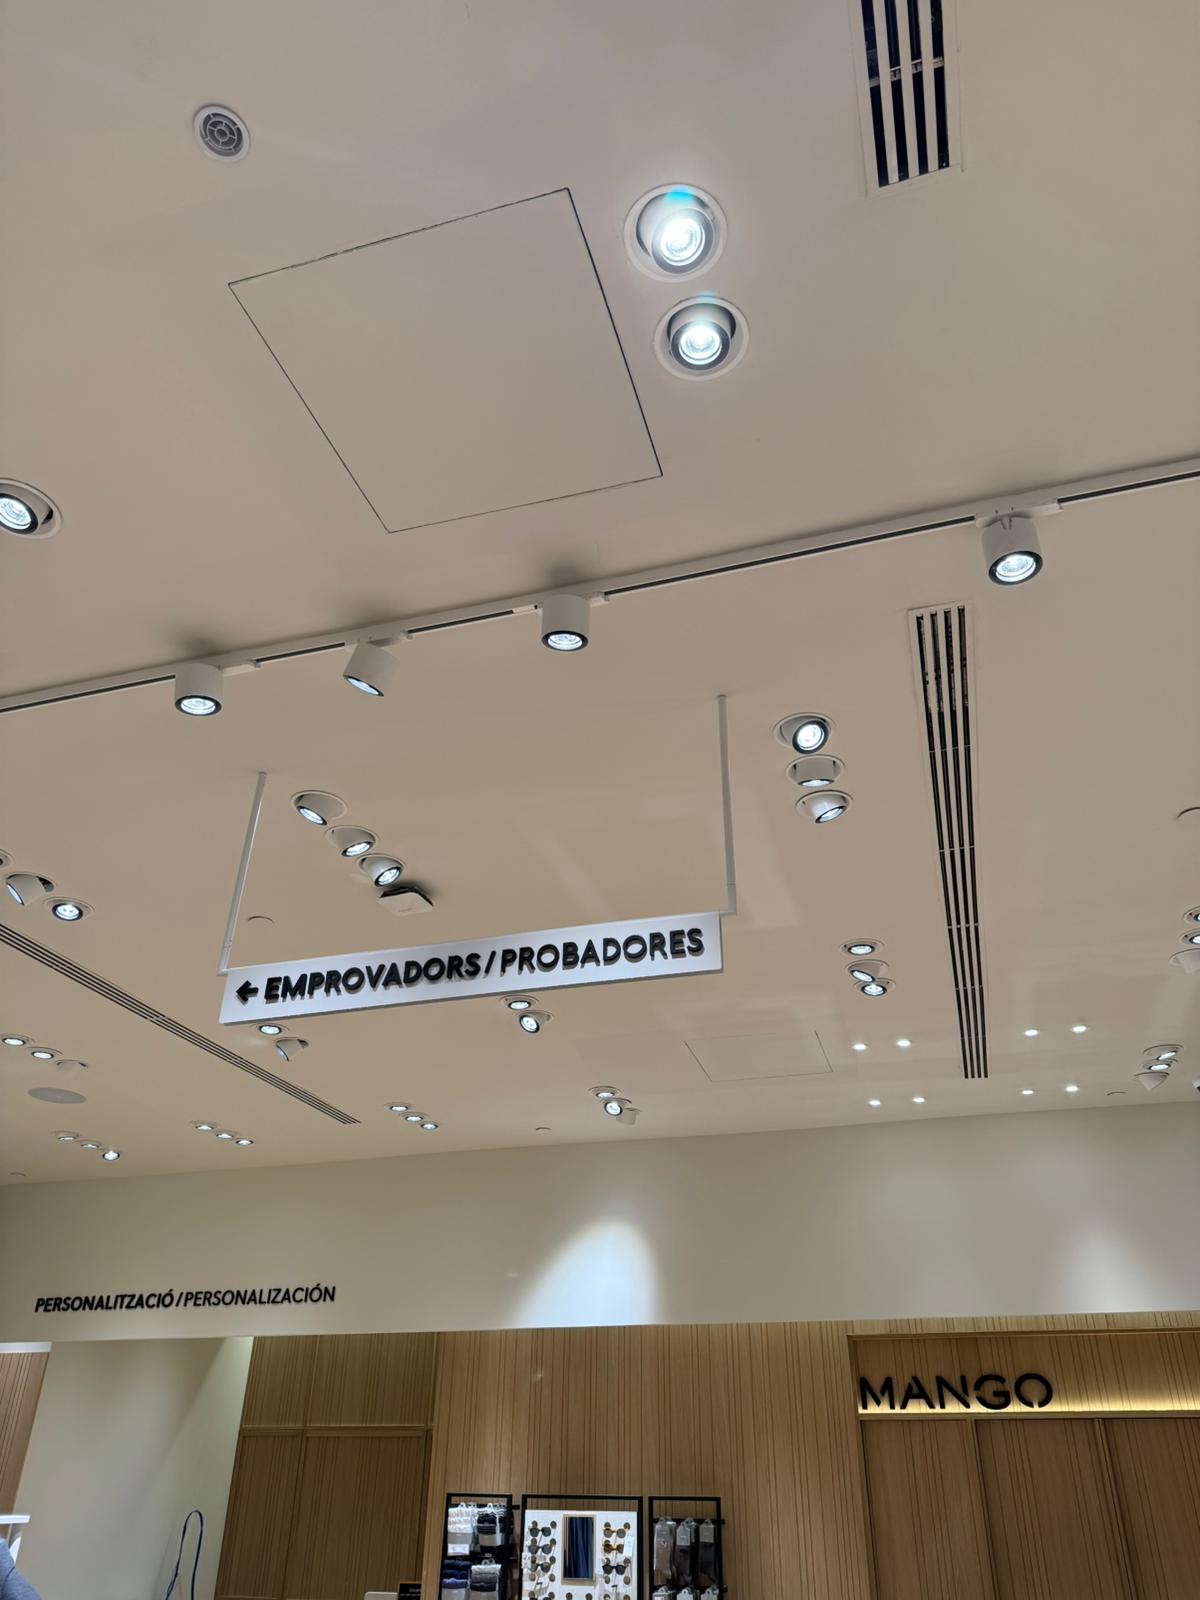 ← EMPROVADORS/PROBADORES
PERSONALITZACIÓ/PERSONALIZACIÓN
MANGO